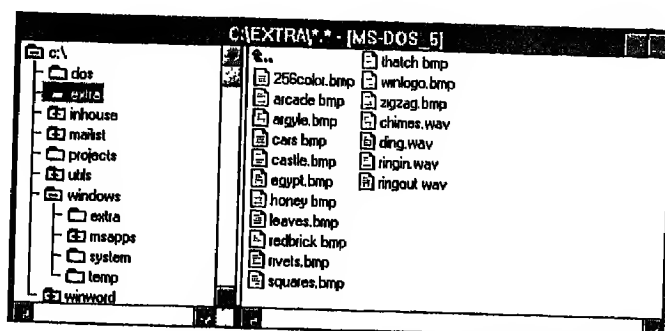 C:\EXTRA\*.* - [MS-DOS_5]
c:\
dos
extra
inhouse
maillist
projects
utils
windows
extra
msapps
system
temp
winword
..
256color.bmp
arcade bmp
argyle.bmp
cars bmp
castle.bmp
egypt.bmp
honey bmp
leaves.bmp
redbrick bmp
rivets.bmp
squares.bmp
thatch bmp
winlogo.bmp
zigzag.bmp
chimes.wav
ding.wav
ringin.wav
ringout wav